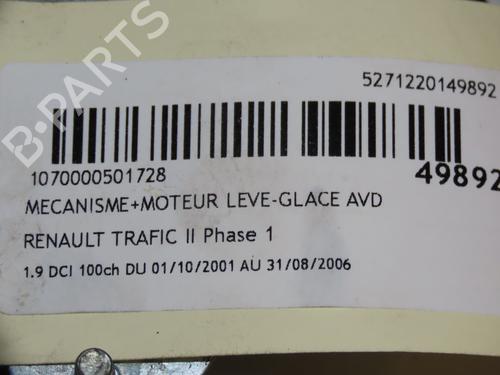 5271220149892
B-PARTS
1070000501728
49892
MECANISME+MOTEUR LEVE-GLACE AVD
RENAULT TRAFIC II Phase 1
1.9 DCI 100ch DU 01/10/2001 AU 31/08/2006